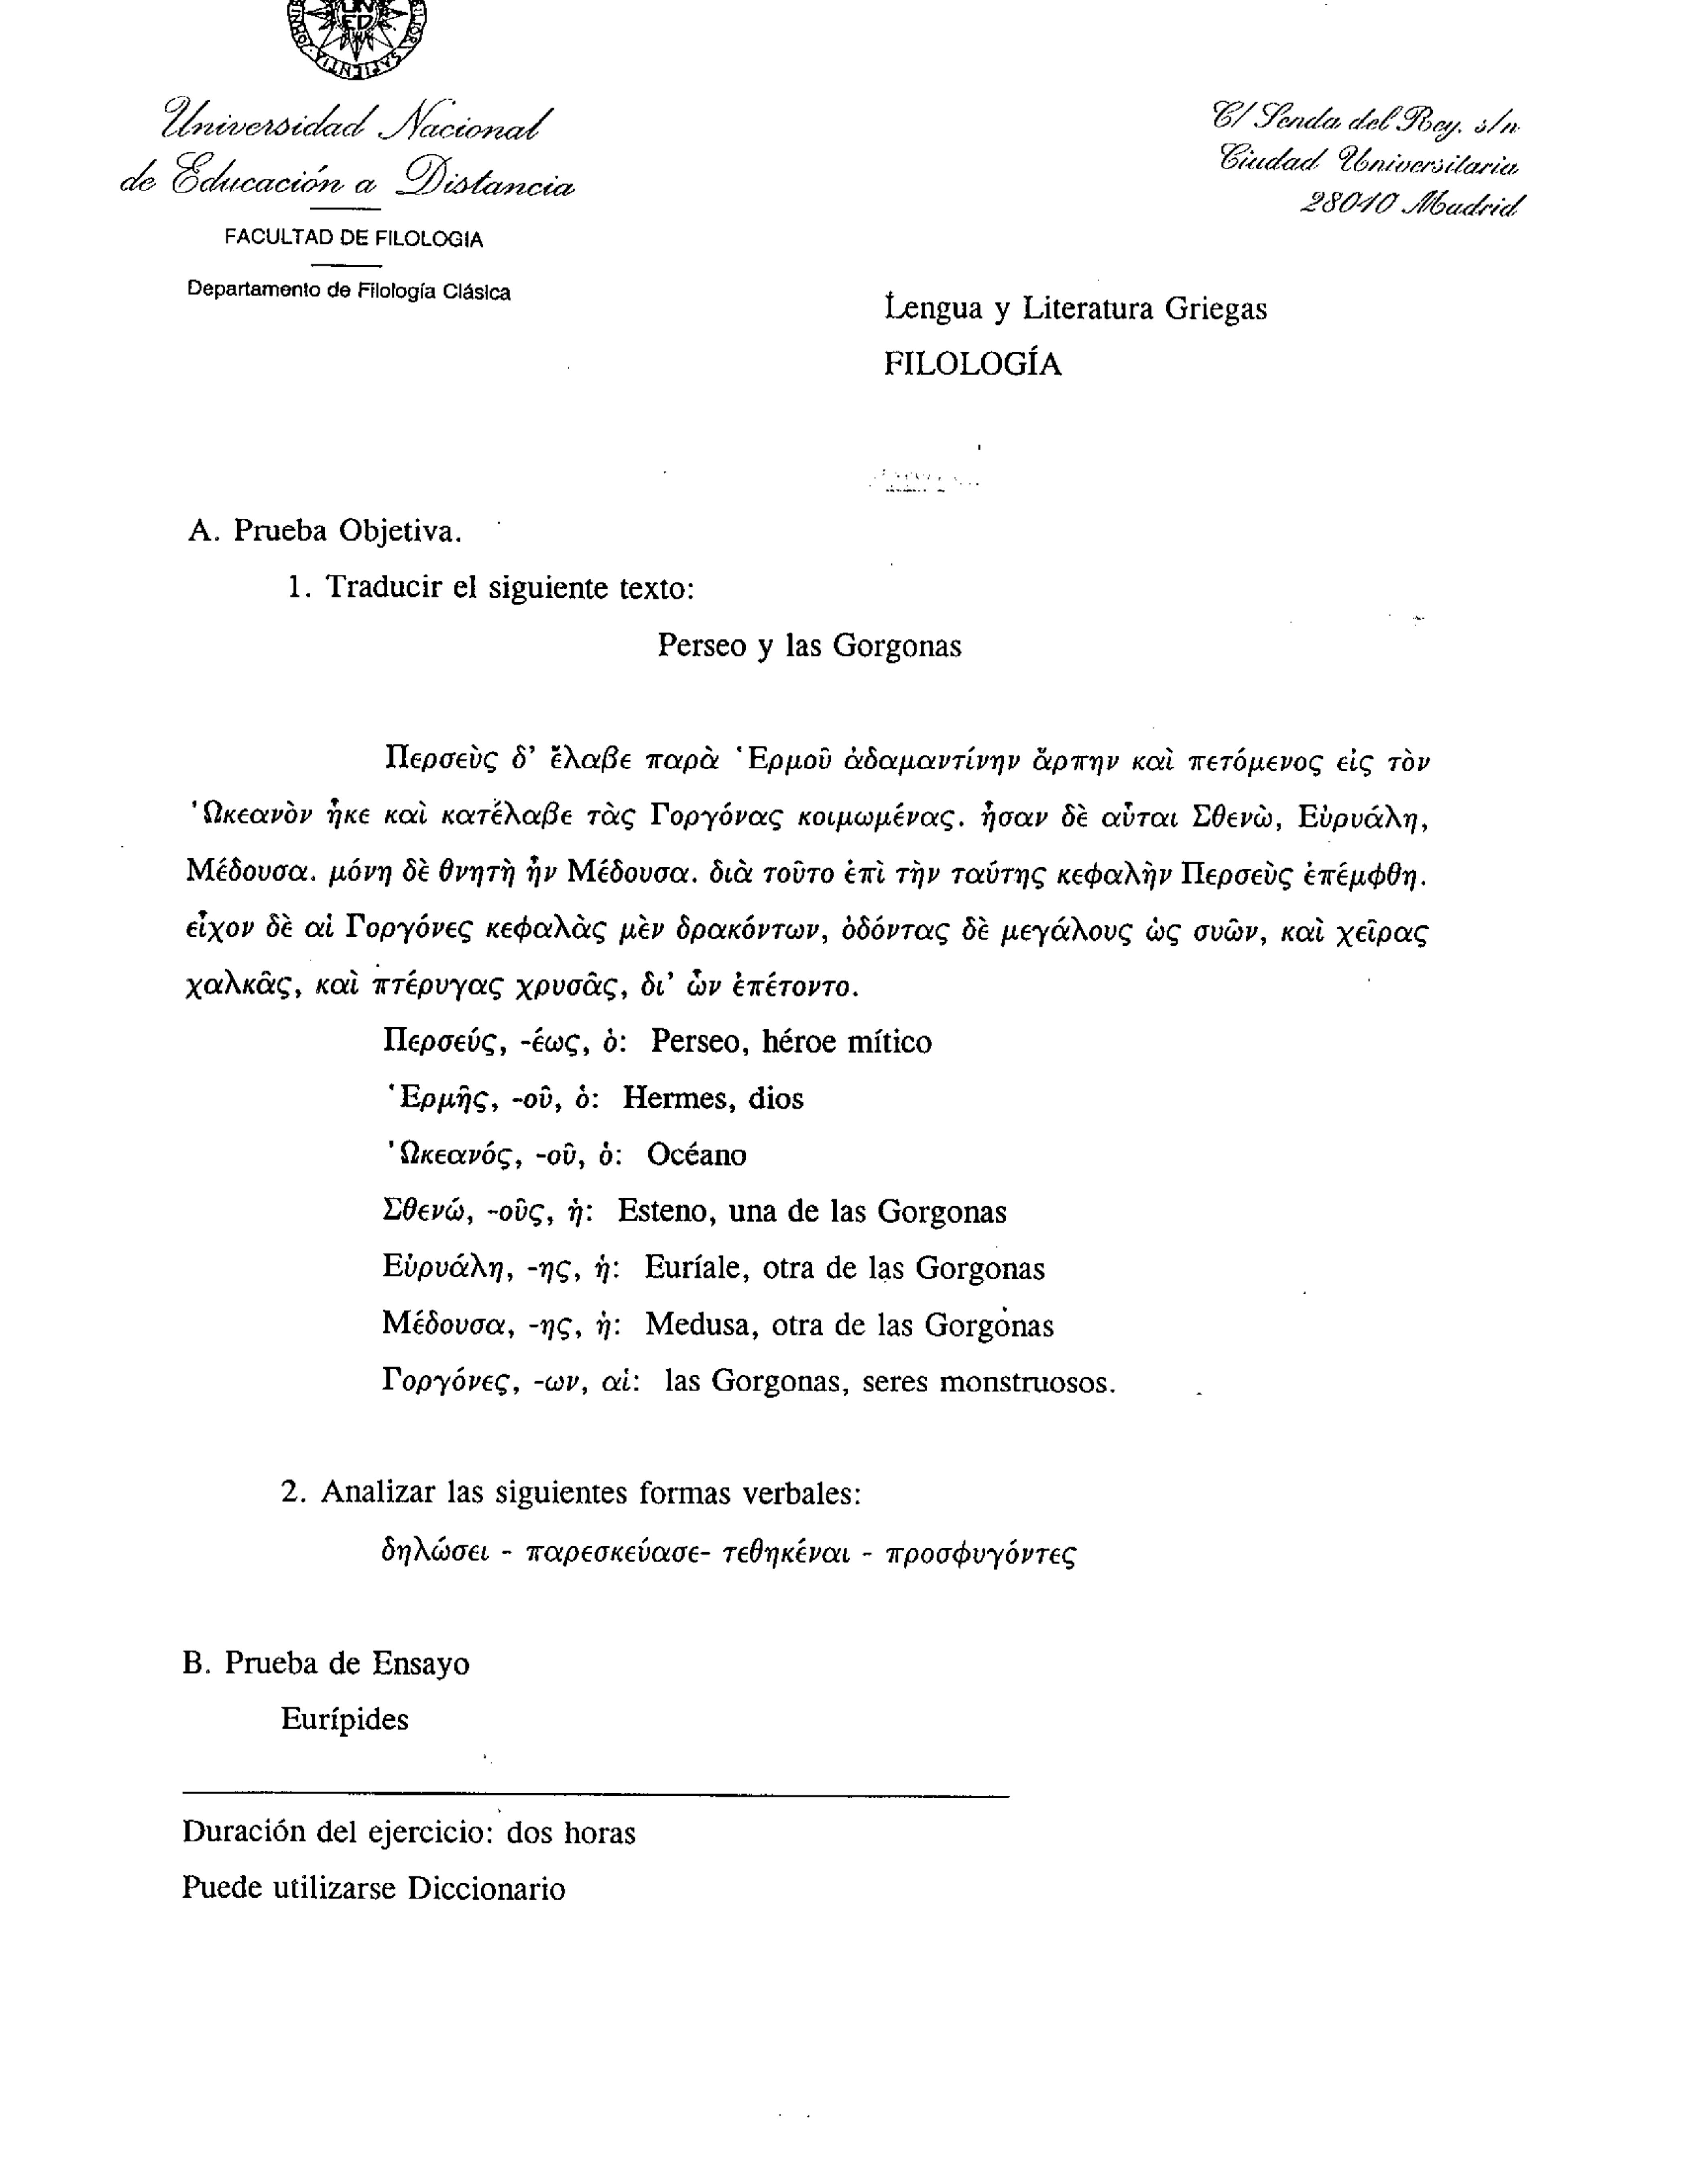 UNED
SAPIENTIA
Universidad Nacional
de Educación a Distancia
FACULTAD DE FILOLOGIA
Departamento de Filología Clásica
C/ Senda del Rey, s/n
Ciudad Universitaria
28040 Madrid
Lengua y Literatura Griegas
FILOLOGÍA
A. Prueba Objetiva.
1. Traducir el siguiente texto:
Perseo y las Gorgonas
Περσεὺς δ' ἔλαβε παρὰ Ἑρμοῦ ἀδαμαντίνην ἅρπην καὶ πετόμενος εἰς τὸν
Ὠκεανὸν ἧκε καὶ κατέλαβε τὰς Γοργόνας κοιμωμένας. ἦσαν δὲ αὗται Σθενὼ, Εὐρυάλη,
Μέδουσα. μόνη δὲ θνητὴ ἦν Μέδουσα. διὰ τοῦτο ἐπὶ τὴν ταύτης κεφαλὴν Περσεὺς ἐπέμφθη.
εἶχον δὲ αἱ Γοργόνες κεφαλὰς μὲν δρακόντων, ὀδόντας δὲ μεγάλους ὡς συῶν, καὶ χεῖρας
χαλκᾶς, καὶ πτέρυγας χρυσᾶς, δι' ὧν ἐπέτοντο.
Περσεύς, -έως, ὁ: Perseo, héroe mítico
Ἑρμῆς, -οῦ, ὁ: Hermes, dios
Ὠκεανός, -οῦ, ὁ: Océano
Σθενώ, -οῦς, ἡ: Esteno, una de las Gorgonas
Εὐρυάλη, -ης, ἡ: Euríale, otra de las Gorgonas
Μέδουσα, -ης, ἡ: Medusa, otra de las Gorgonas
Γοργόνες, -ων, αἱ: las Gorgonas, seres monstruosos.
2. Analizar las siguientes formas verbales:
δηλώσει - παρεσκεύασε- τεθηκέναι - προσφυγόντες
B. Prueba de Ensayo
Eurípides
Duración del ejercicio: dos horas
Puede utilizarse Diccionario